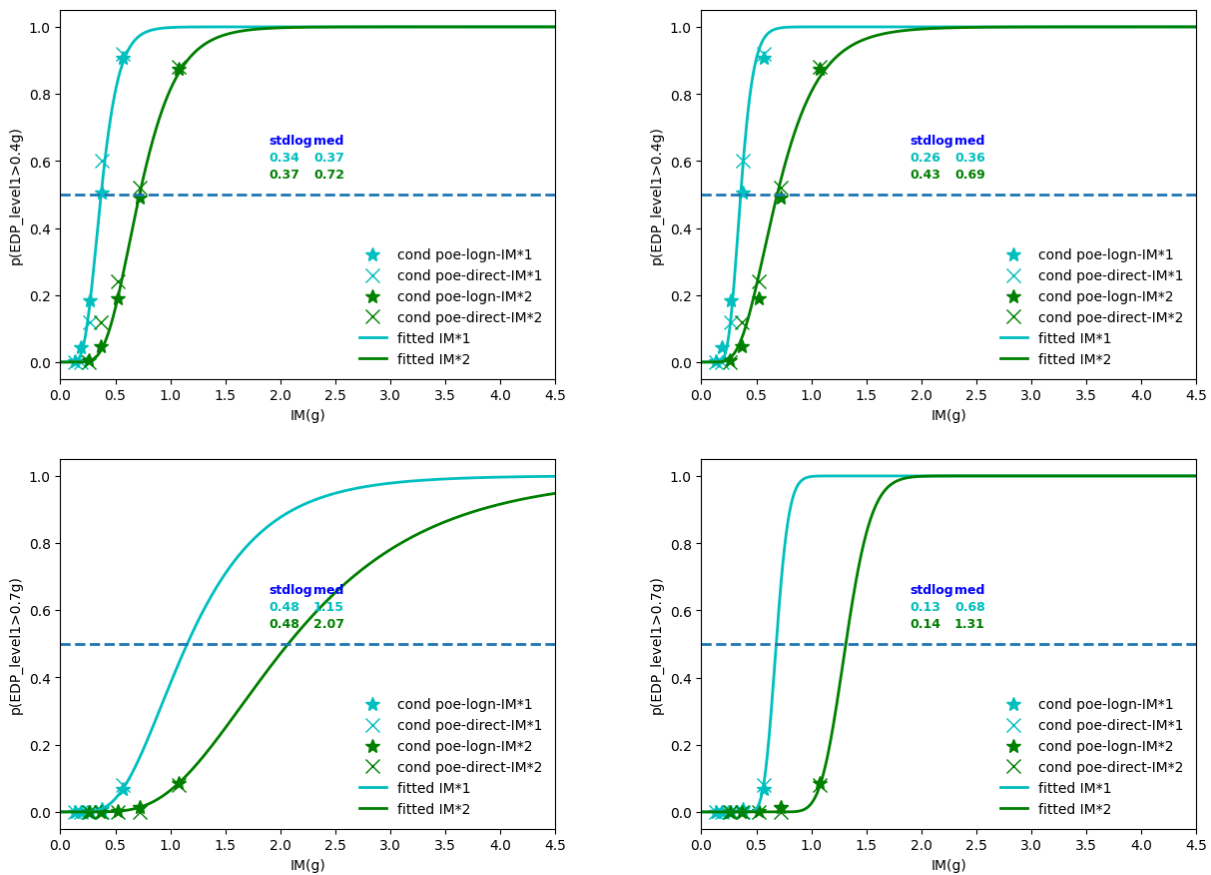 p(EDP_level1>0.4g)
1.0
0.8
0.6
0.4
0.2
0.0
stdlog med
0.34 0.37
0.37 0.72
cond poe-logn-IM*1
cond poe-direct-IM*1
cond poe-logn-IM*2
cond poe-direct-IM*2
fitted IM*1
fitted IM*2
0.0 0.5 1.0 1.5 2.0 2.5 3.0 3.5 4.0 4.5
IM(g)
p(EDP_level1>0.4g)
1.0
0.8
0.6
0.4
0.2
0.0
stdlog med
0.26 0.36
0.43 0.69
cond poe-logn-IM*1
cond poe-direct-IM*1
cond poe-logn-IM*2
cond poe-direct-IM*2
fitted IM*1
fitted IM*2
0.0 0.5 1.0 1.5 2.0 2.5 3.0 3.5 4.0 4.5
IM(g)
p(EDP_level1>0.7g)
1.0
0.8
0.6
0.4
0.2
0.0
stdlog med
0.48 1.15
0.48 2.07
cond poe-logn-IM*1
cond poe-direct-IM*1
cond poe-logn-IM*2
cond poe-direct-IM*2
fitted IM*1
fitted IM*2
0.0 0.5 1.0 1.5 2.0 2.5 3.0 3.5 4.0 4.5
IM(g)
p(EDP_level1>0.7g)
1.0
0.8
0.6
0.4
0.2
0.0
stdlog med
0.13 0.68
0.14 1.31
cond poe-logn-IM*1
cond poe-direct-IM*1
cond poe-logn-IM*2
cond poe-direct-IM*2
fitted IM*1
fitted IM*2
0.0 0.5 1.0 1.5 2.0 2.5 3.0 3.5 4.0 4.5
IM(g)